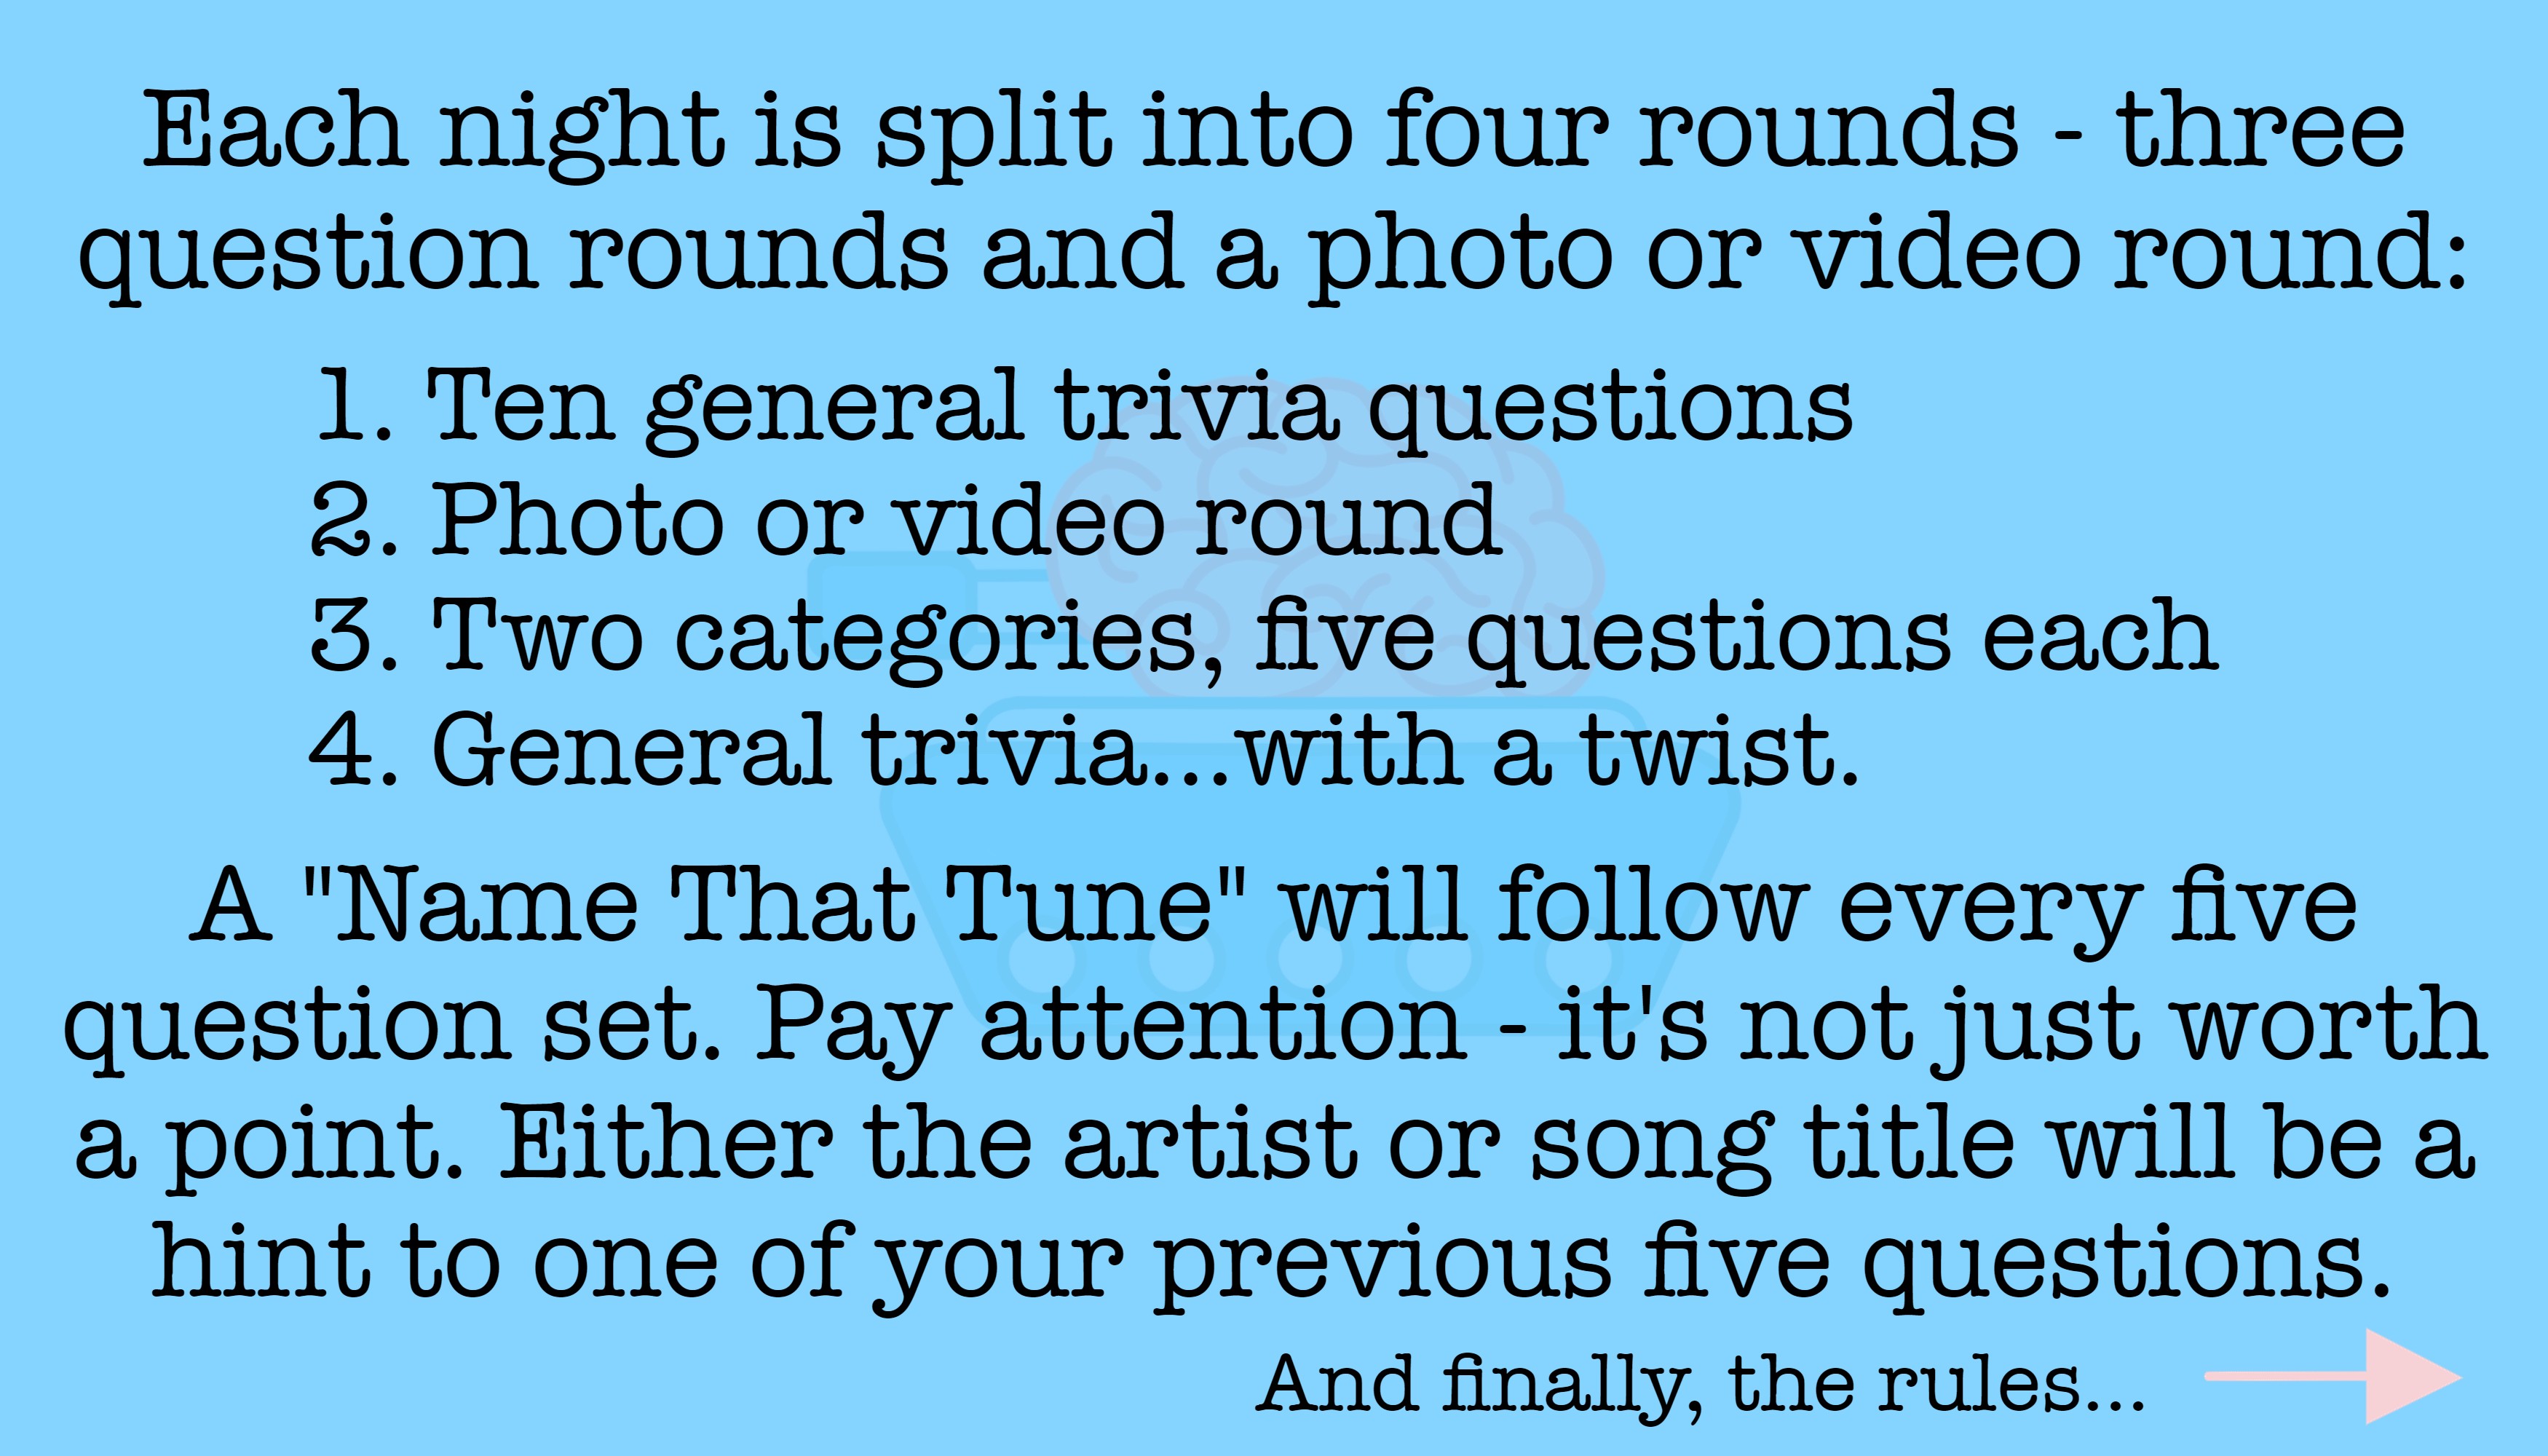 Each night is split into four rounds - three
question rounds and a photo or video round:
1. Ten general trivia questions
2. Photo or video round
3. Two categories, five questions each
4. General trivia...with a twist.
A "Name That Tune" will follow every five
question set. Pay attention - it's not just worth
a point. Either the artist or song title will be a
hint to one of your previous five questions.
And finally, the rules...